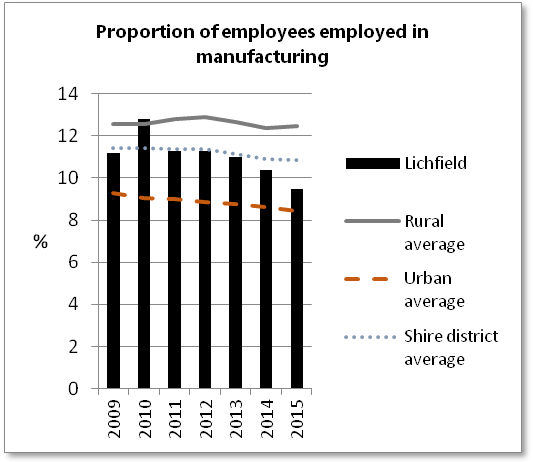 Proportion of employees employed in
manufacturing
14
12
10
8
6
4
2
0
%
2009
2010
2011
2012
2013
2014
2015
Lichfield
Rural
average
Urban
average
Shire district
average